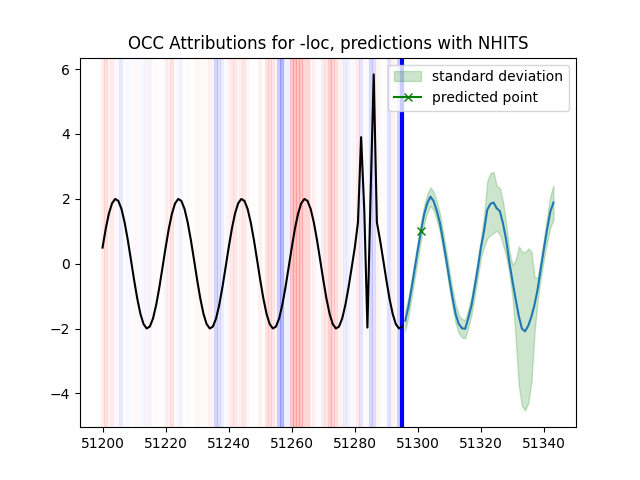 OCC Attributions for -loc, predictions with NHITS
standard deviation
predicted point
6
4
2
0
−2
−4
51200 51220 51240 51260 51280 51300 51320 51340